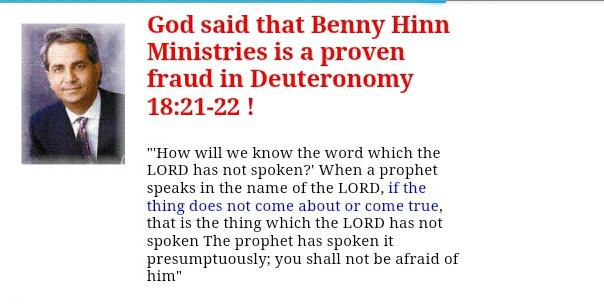 God said that Benny Hinn
Ministries is a proven
fraud in Deuteronomy
18:21-22 !
"'How will we know the word which the
LORD has not spoken?' When a prophet
speaks in the name of the LORD, if the
thing does not come about or come true,
that is the thing which the LORD has not
spoken The prophet has spoken it
presumptuously; you shall not be afraid of
him"